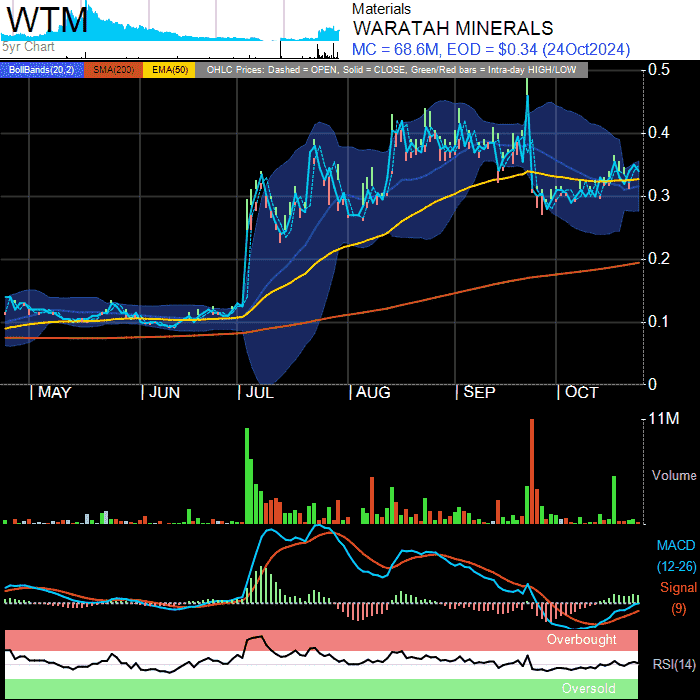 WTM
5yr Chart
Materials
WARATAH MINERALS
MC = 68.6M, EOD = $0.34 (24Oct2024)
BollBands(20,2) SMA(200) EMA(50) OHLC Prices: Dashed = OPEN, Solid = CLOSE, Green/Red bars = Intra-day HIGH/LOW
0.5
0.4
0.3
0.2
0.1
0
MAY JUN JUL AUG SEP OCT
11M
Volume
MACD
(12-26)
Signal
(9)
Overbought
RSI(14)
Oversold